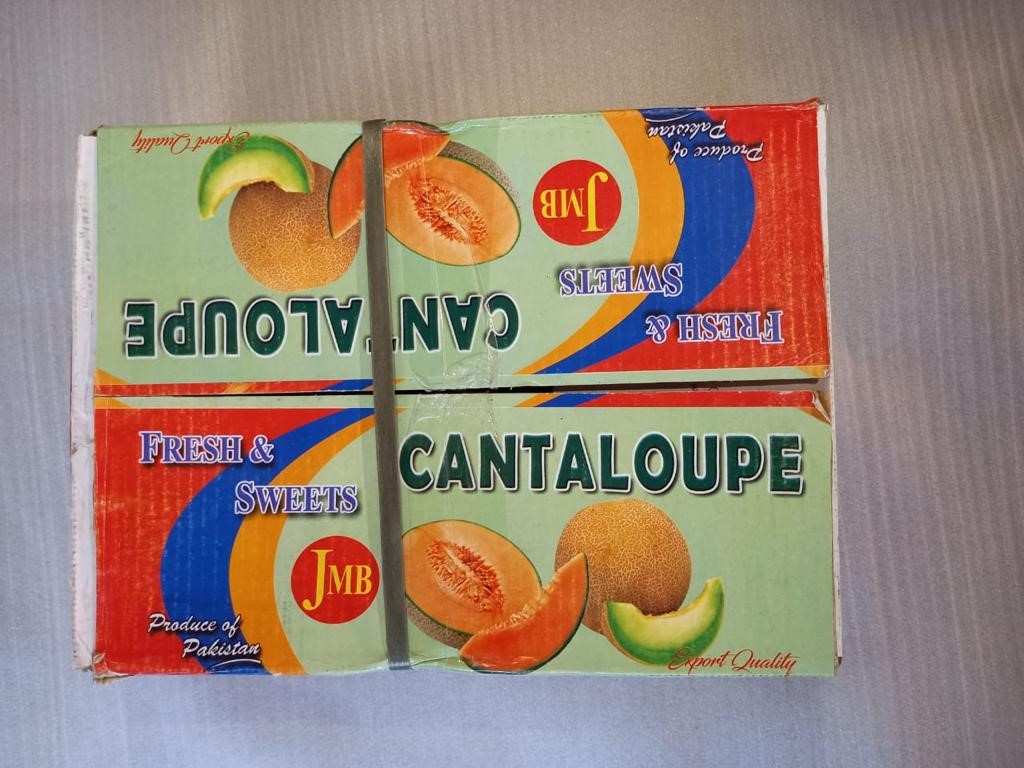 Export Quality
Produce of
Pakistan
JMB
FRESH &
SWEETS
CANTALOUPE
FRESH &
SWEETS
CANTALOUPE
JMB
Produce of
Pakistan
Export Quality